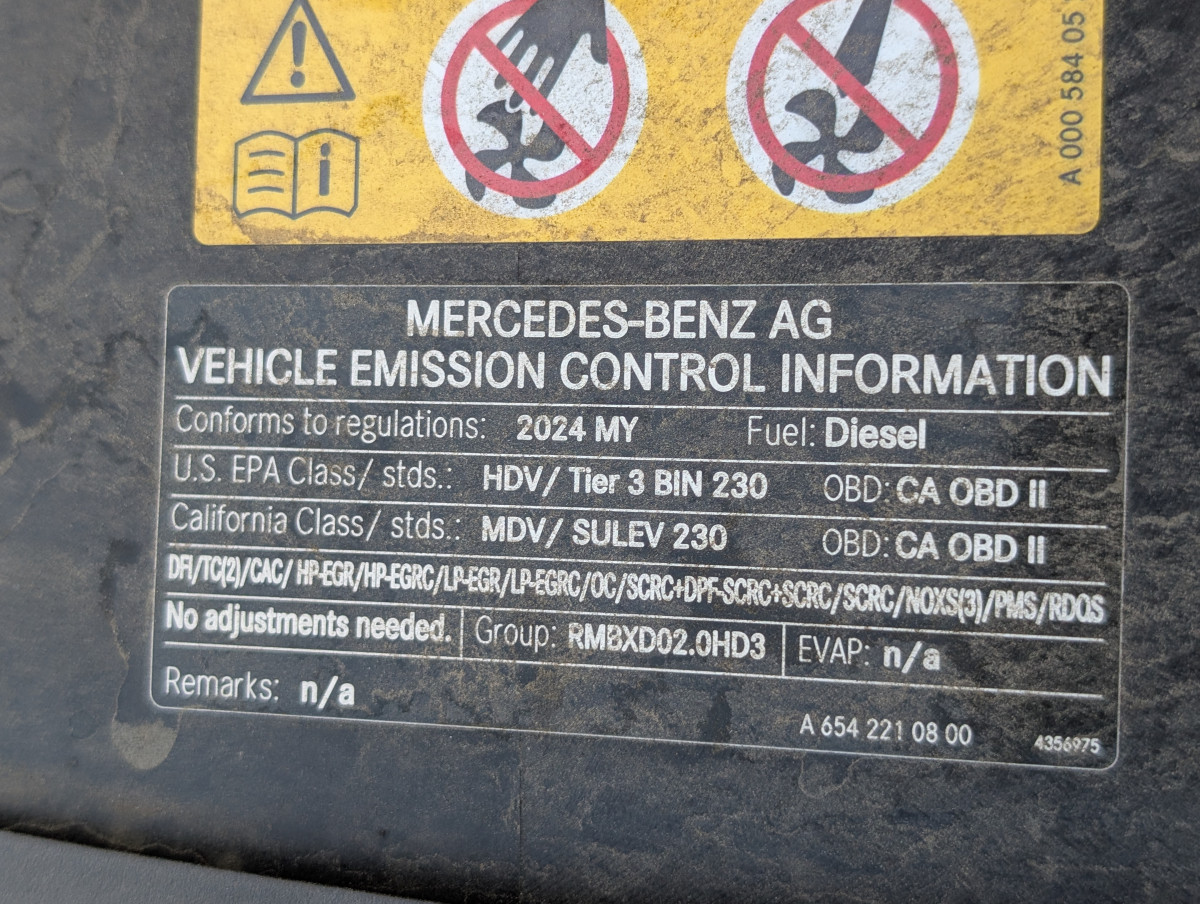 A 000 584 05
MERCEDES-BENZ AG
VEHICLE EMISSION CONTROL INFORMATION
Conforms to regulations: 2024 MY Fuel: Diesel
U.S. EPA Class/ stds.: HDV/ Tier 3 BIN 230 OBD: CA OBD II
California Class/ stds.: MDV/ SULEV 230 OBD: CA OBD II
DFI/TC(2)/CAC/ HP-EGR/HP-EGRC/LP-EGR/LP-EGRC/OC/SCRC+DPF-SCRC+SCRC/SCRC/NOXS(3)/PMS/RDQS
No adjustments needed. Group: RMBXD02.0HD3 EVAP: n/a
Remarks: n/a
A 654 221 08 00 4356975